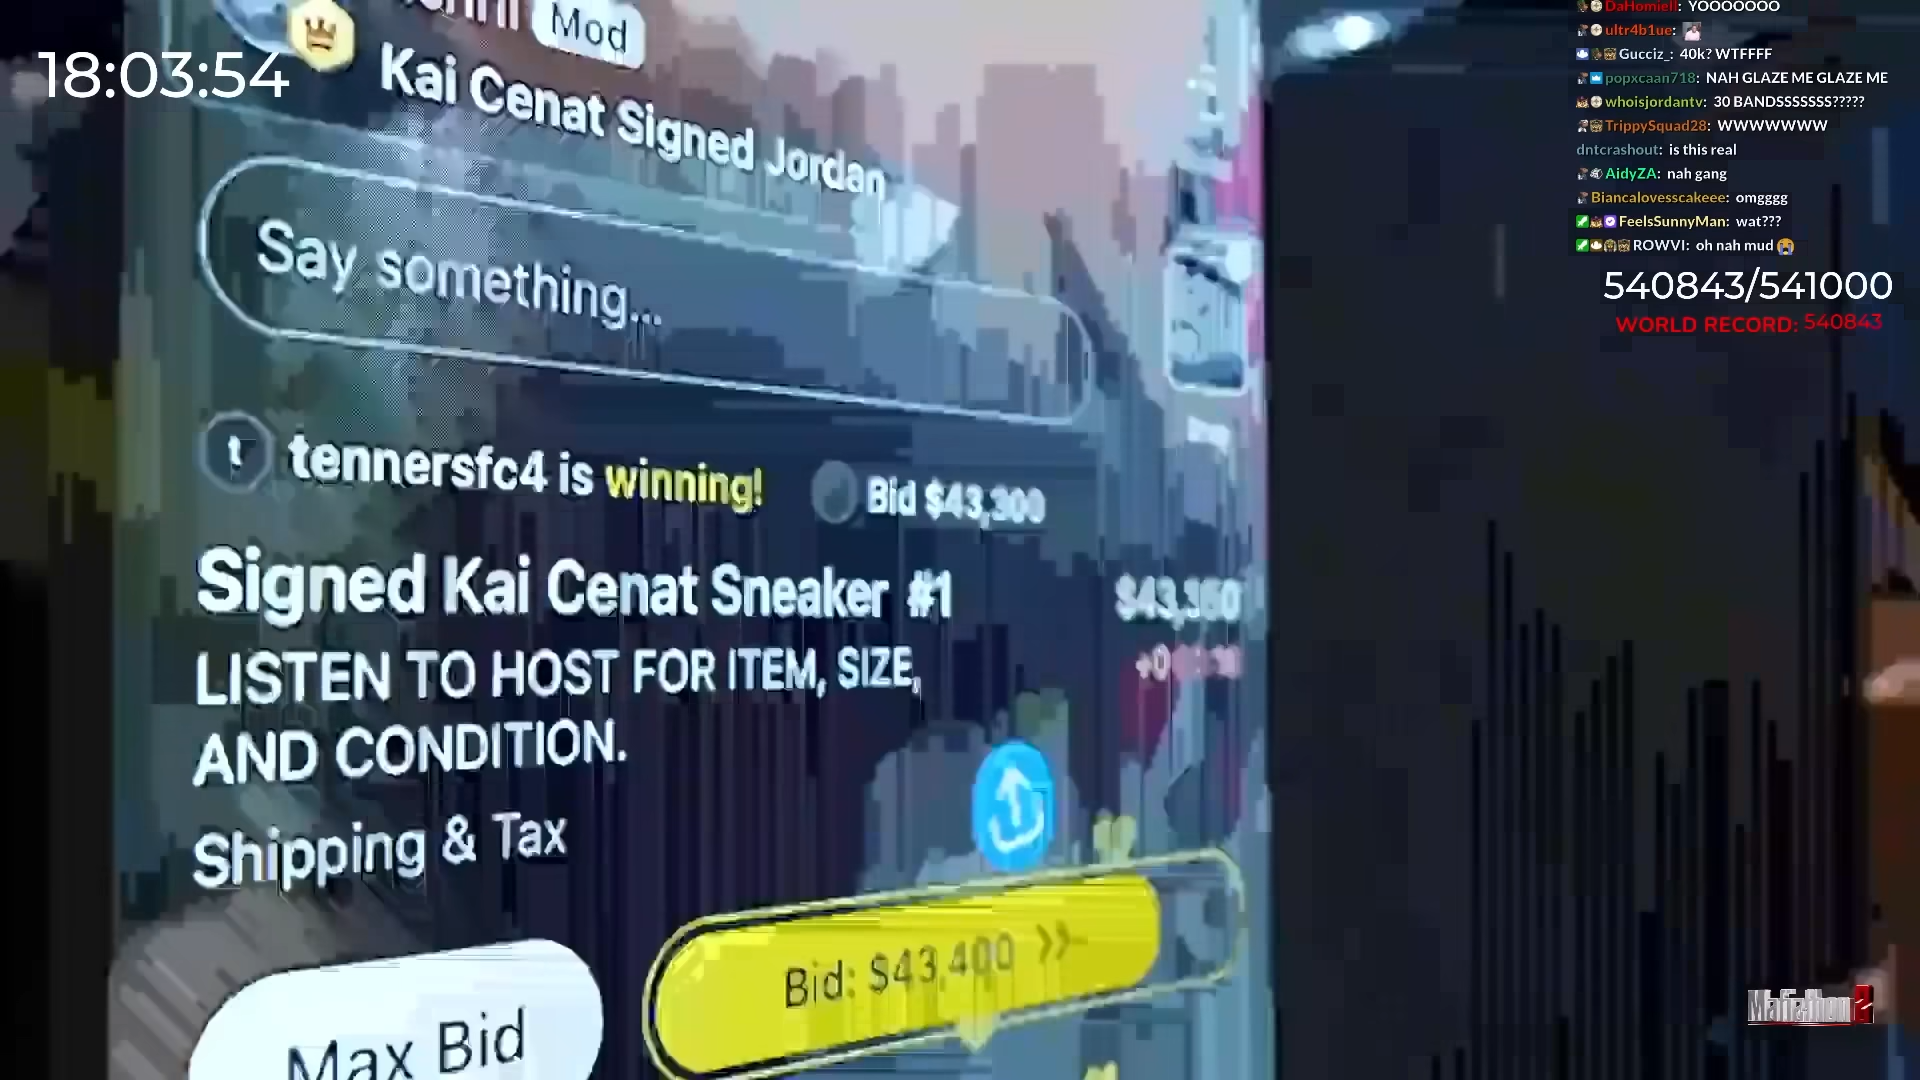 18:03:54
Mod
Kai Cenat Signed Jordan
Say something...
t tennersfc4 is winning! Bid $43,300
Signed Kai Cenat Sneaker #1
LISTEN TO HOST FOR ITEM, SIZE,
AND CONDITION.
Shipping & Tax
Max Bid
Bid: $43,400 >>
DaHomiell: YOOOOOOO
ultr4b1ue:
Gucciz_: 40k? WTFFFF
popxcaan718: NAH GLAZE ME GLAZE ME
whoisjordantv: 30 BANDSSSSSSS?????
TrippySquad28: WWWWWWW
dntcrashout: is this real
AidyZA: nah gang
Biancalovesscakeee: omgggg
FeelsSunnyMan: wat???
ROWVI: oh nah mud 😭
540843/541000
WORLD RECORD: 540843
Mafiathon 2